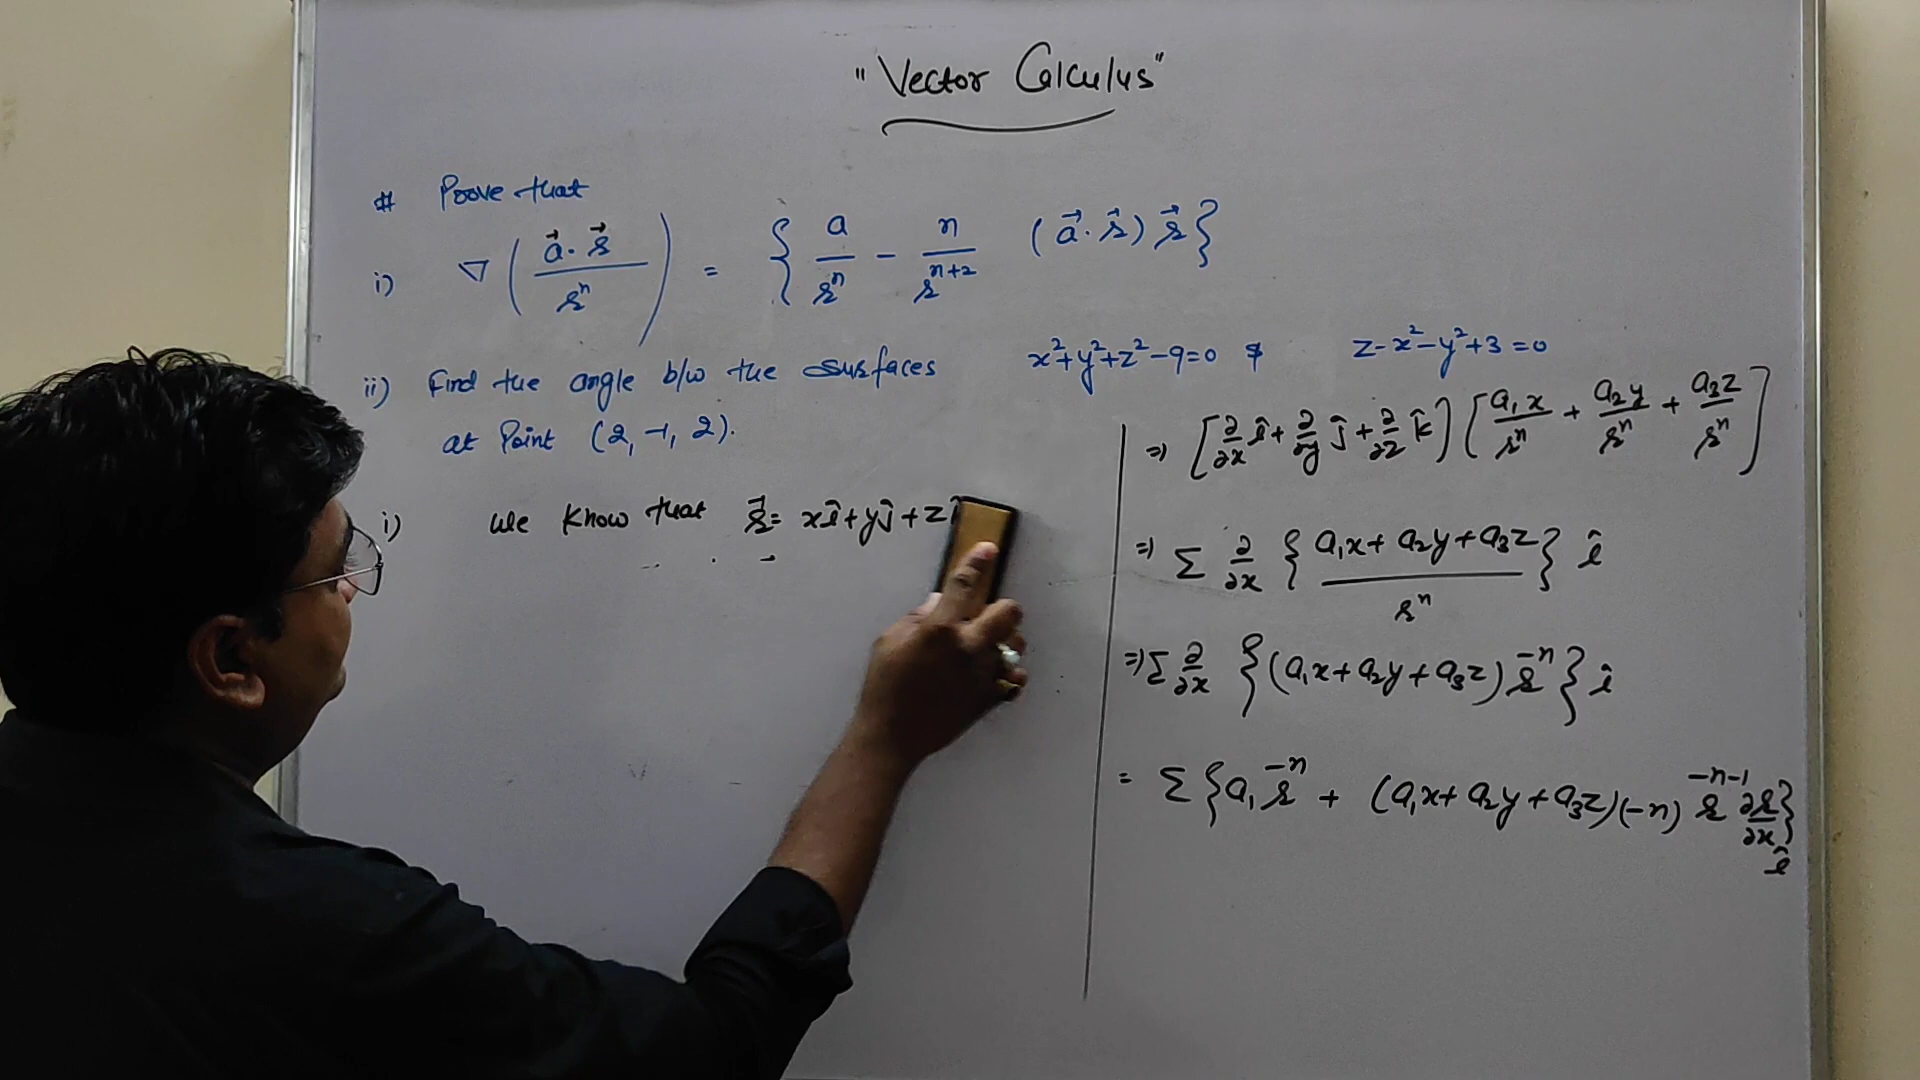 "Vector Calculus"
# Prove that
i) ∇ ( a⃗·r⃗ / rⁿ ) = { a / rⁿ − n / rⁿ⁺² (a⃗·r⃗) r⃗ }
ii) Find the angle b/w the surfaces x²+y²+z²−9=0 & z−x²−y²+3=0
at Point (2, −1, 2).
i) We know that r⃗ = xî+yĵ+z
⇒ [∂/∂x î + ∂/∂y ĵ + ∂/∂z k̂] [a₁x/rⁿ + a₂y/rⁿ + a₃z/rⁿ]
⇒ Σ ∂/∂x { a₁x + a₂y + a₃z / rⁿ } î
⇒ Σ ∂/∂x { (a₁x + a₂y + a₃z) r⁻ⁿ } î
= Σ { a₁ r⁻ⁿ + (a₁x + a₂y + a₃z)(−n) r⁻ⁿ⁻¹ ∂r/∂x } î